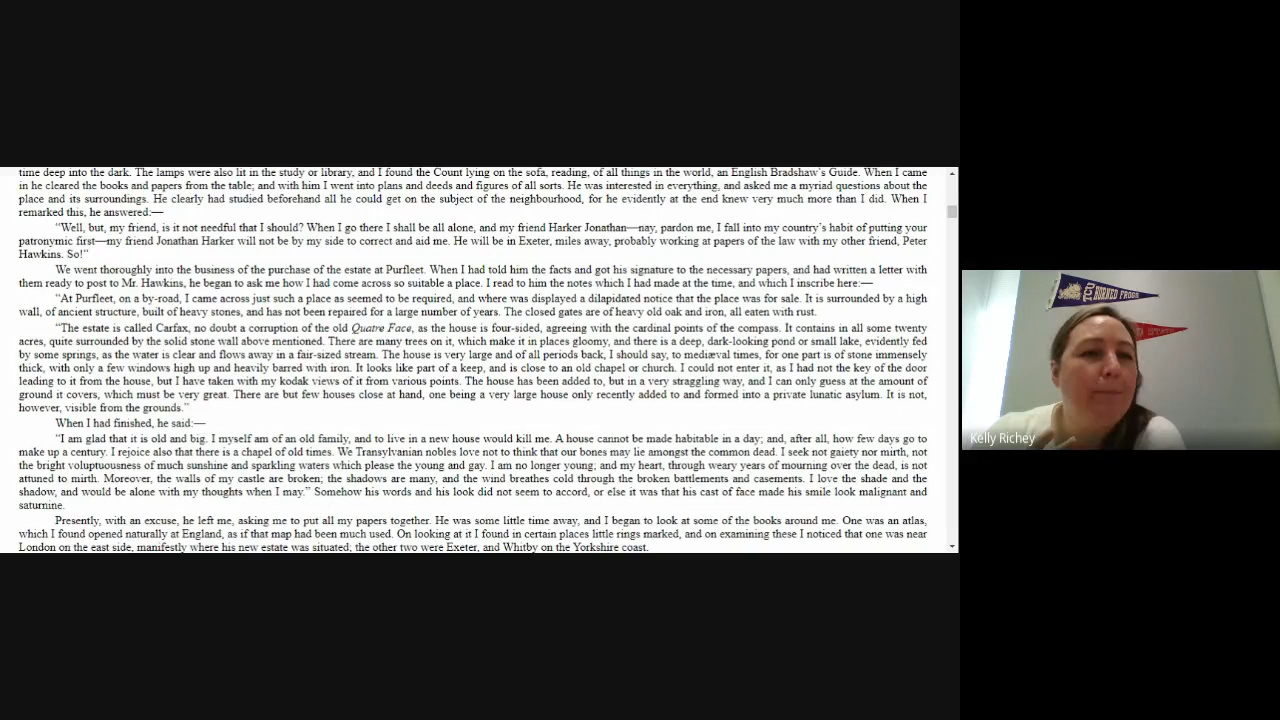 time deep into the dark. The lamps were also lit in the study or library, and I found the Count lying on the sofa, reading, of all things in the world, an English Bradshaw's Guide. When I came
in he cleared the books and papers from the table; and with him I went into plans and deeds and figures of all sorts. He was interested in everything, and asked me a myriad questions about the
place and its surroundings. He clearly had studied beforehand all he could get on the subject of the neighbourhood, for he evidently at the end knew very much more than I did. When I
remarked this, he answered:—
“Well, but, my friend, is it not needful that I should? When I go there I shall be all alone, and my friend Harker Jonathan—nay, pardon me, I fall into my country's habit of putting your
patronymic first—my friend Jonathan Harker will not be by my side to correct and aid me. He will be in Exeter, miles away, probably working at papers of the law with my other friend, Peter
Hawkins. So!”
We went thoroughly into the business of the purchase of the estate at Purfleet. When I had told him the facts and got his signature to the necessary papers, and had written a letter with
them ready to post to Mr. Hawkins, he began to ask me how I had come across so suitable a place. I read to him the notes which I had made at the time, and which I inscribe here:—
“At Purfleet, on a by-road, I came across just such a place as seemed to be required, and where was displayed a dilapidated notice that the place was for sale. It is surrounded by a high
wall, of ancient structure, built of heavy stones, and has not been repaired for a large number of years. The closed gates are of heavy old oak and iron, all eaten with rust.
“The estate is called Carfax, no doubt a corruption of the old Quatre Face, as the house is four-sided, agreeing with the cardinal points of the compass. It contains in all some twenty
acres, quite surrounded by the solid stone wall above mentioned. There are many trees on it, which make it in places gloomy, and there is a deep, dark-looking pond or small lake, evidently fed
by some springs, as the water is clear and flows away in a fair-sized stream. The house is very large and of all periods back, I should say, to mediæval times, for one part is of stone immensely
thick, with only a few windows high up and heavily barred with iron. It looks like part of a keep, and is close to an old chapel or church. I could not enter it, as I had not the key of the door
leading to it from the house, but I have taken with my kodak views of it from various points. The house has been added to, but in a very straggling way, and I can only guess at the amount of
ground it covers, which must be very great. There are but few houses close at hand, one being a very large house only recently added to and formed into a private lunatic asylum. It is not,
however, visible from the grounds.”
When I had finished, he said:—
“I am glad that it is old and big. I myself am of an old family, and to live in a new house would kill me. A house cannot be made habitable in a day; and, after all, how few days go to
make up a century. I rejoice also that there is a chapel of old times. We Transylvanian nobles love not to think that our bones may lie amongst the common dead. I seek not gaiety nor mirth, not
the bright voluptuousness of much sunshine and sparkling waters which please the young and gay. I am no longer young; and my heart, through weary years of mourning over the dead, is not
attuned to mirth. Moreover, the walls of my castle are broken; the shadows are many, and the wind breathes cold through the broken battlements and casements. I love the shade and the
shadow, and would be alone with my thoughts when I may.” Somehow his words and his look did not seem to accord, or else it was that his cast of face made his smile look malignant and
saturnine.
Presently, with an excuse, he left me, asking me to put all my papers together. He was some little time away, and I began to look at some of the books around me. One was an atlas,
which I found opened naturally at England, as if that map had been much used. On looking at it I found in certain places little rings marked, and on examining these I noticed that one was near
London on the east side, manifestly where his new estate was situated; the other two were Exeter, and Whitby on the Yorkshire coast.
TCU HORNED FROGS
STATE
Kelly Richey